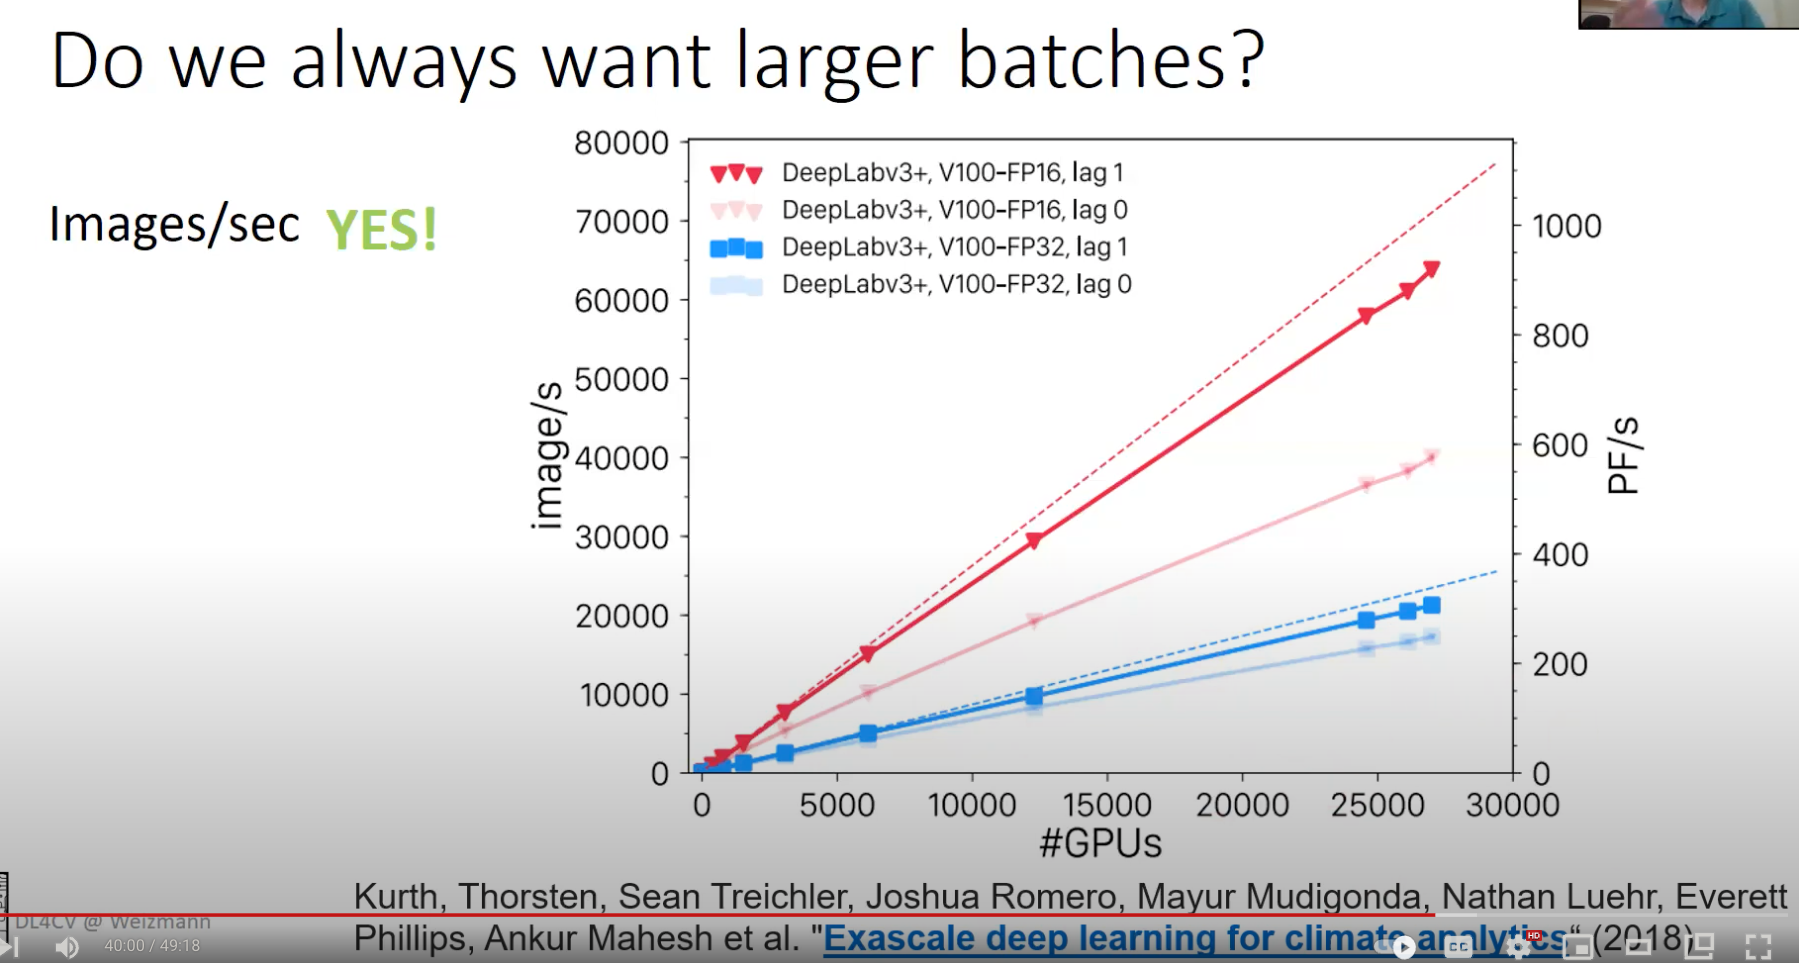 Do we always want larger batches?
Images/sec YES!
80000
70000
60000
50000
40000
30000
20000
10000
0
image/s
DeepLabv3+, V100-FP16, lag 1
DeepLabv3+, V100-FP16, lag 0
DeepLabv3+, V100-FP32, lag 1
DeepLabv3+, V100-FP32, lag 0
1000
800
600
400
200
0
PF/s
0 5000 10000 15000 20000 25000 30000
#GPUs
Kurth, Thorsten, Sean Treichler, Joshua Romero, Mayur Mudigonda, Nathan Luehr, Everett
Phillips, Ankur Mahesh et al. "Exascale deep learning for climate analytics" (2018)
DL4CV @ Weizmann
40:00 / 49:18
CC
HD